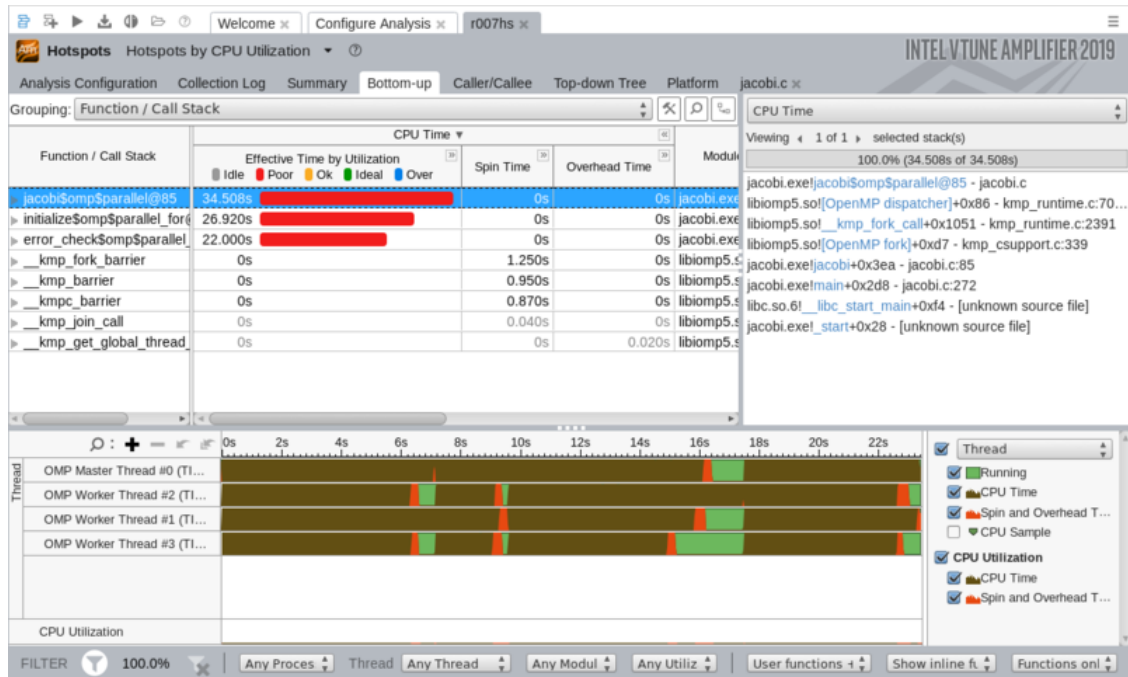 Welcome × Configure Analysis × r007hs ×
Hotspots Hotspots by CPU Utilization
INTEL VTUNE AMPLIFIER 2019
Analysis Configuration Collection Log Summary Bottom-up Caller/Callee Top-down Tree Platform jacobi.c ×
Grouping: Function / Call Stack
Function / Call Stack
CPU Time ▼
Effective Time by Utilization
Idle Poor Ok Ideal Over
Spin Time
Overhead Time
Module
jacobi$omp$parallel@85 34.508s 0s 0s jacobi.exe
initialize$omp$parallel_for@ 26.920s 0s 0s jacobi.exe
error_check$omp$parallel_ 22.000s 0s 0s jacobi.exe
__kmp_fork_barrier 0s 1.250s 0s libiomp5.s
__kmp_barrier 0s 0.950s 0s libiomp5.s
__kmpc_barrier 0s 0.870s 0s libiomp5.s
__kmp_join_call 0s 0.040s 0s libiomp5.s
__kmp_get_global_thread_ 0s 0s 0.020s libiomp5.s
CPU Time
Viewing 1 of 1 selected stack(s)
100.0% (34.508s of 34.508s)
jacobi.exe!jacobi$omp$parallel@85 - jacobi.c
libiomp5.so![OpenMP dispatcher]+0x86 - kmp_runtime.c:70...
libiomp5.so!__kmp_fork_call+0x1051 - kmp_runtime.c:2391
libiomp5.so![OpenMP fork]+0xd7 - kmp_csupport.c:339
jacobi.exe!jacobi+0x3ea - jacobi.c:85
jacobi.exe!main+0x2d8 - jacobi.c:272
libc.so.6!__libc_start_main+0xf4 - [unknown source file]
jacobi.exe!_start+0x28 - [unknown source file]
0s 2s 4s 6s 8s 10s 12s 14s 16s 18s 20s 22s
Thread
OMP Master Thread #0 (TI...
OMP Worker Thread #2 (TI...
OMP Worker Thread #1 (TI...
OMP Worker Thread #3 (TI...
CPU Utilization
Thread
Running
CPU Time
Spin and Overhead T...
CPU Sample
CPU Utilization
CPU Time
Spin and Overhead T...
FILTER 100.0% Any Proces Thread Any Thread Any Modul Any Utiliz User functions + Show inline fu Functions onl